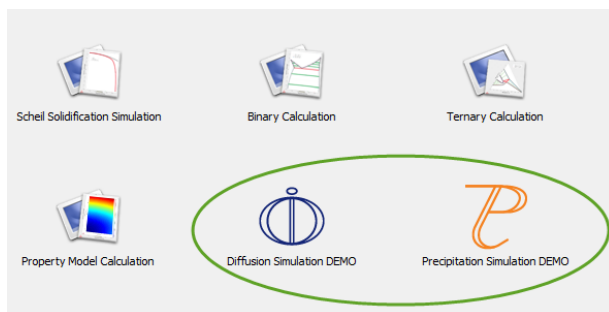 Scheil Solidification Simulation
Binary Calculation
Ternary Calculation
Property Model Calculation
Diffusion Simulation DEMO
Precipitation Simulation DEMO